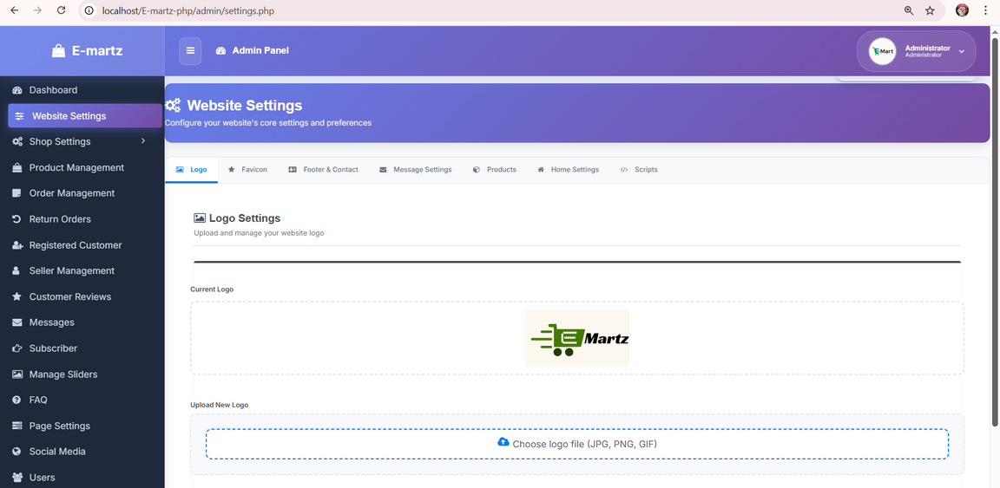 localhost/E-martz-php/admin/settings.php
E-martz
Admin Panel
E-Mart
Administrator
Administrator
Dashboard
Website Settings
Shop Settings
Product Management
Order Management
Return Orders
Registered Customer
Seller Management
Customer Reviews
Messages
Subscriber
Manage Sliders
FAQ
Page Settings
Social Media
Users
Website Settings
Configure your website's core settings and preferences
Logo
Favicon
Footer & Contact
Message Settings
Products
Home Settings
Scripts
Logo Settings
Upload and manage your website logo
Current Logo
E Martz
Upload New Logo
Choose logo file (JPG, PNG, GIF)